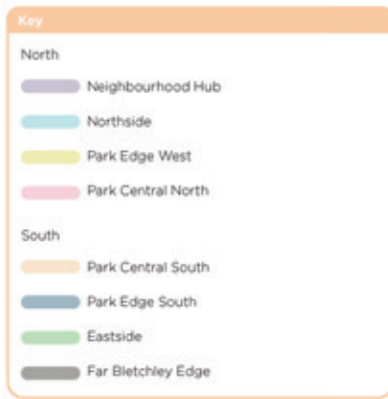 Key
North
Neighbourhood Hub
Northside
Park Edge West
Park Central North
South
Park Central South
Park Edge South
Eastside
Far Bletchley Edge